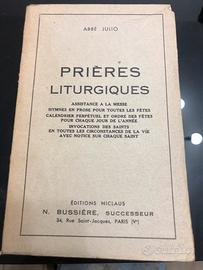 ABBÉ JULIO
PRIÈRES
LITURGIQUES
ASSISTANCE A LA MESSE
HYMNES EN PROSE POUR TOUTES LES FÊTES
CALENDRIER PERPÉTUEL ET ORDRE DES FÊTES
POUR CHAQUE JOUR DE L'ANNÉE
INVOCATIONS DES SAINTS
EN TOUTES LES CIRCONSTANCES DE LA VIE
AVEC NOTICE SUR CHAQUE SAINT
ÉDITIONS NICLAUS
N. BUSSIÈRE, SUCCESSEUR
34, Rue Saint-Jacques, PARIS (Vᵉ)